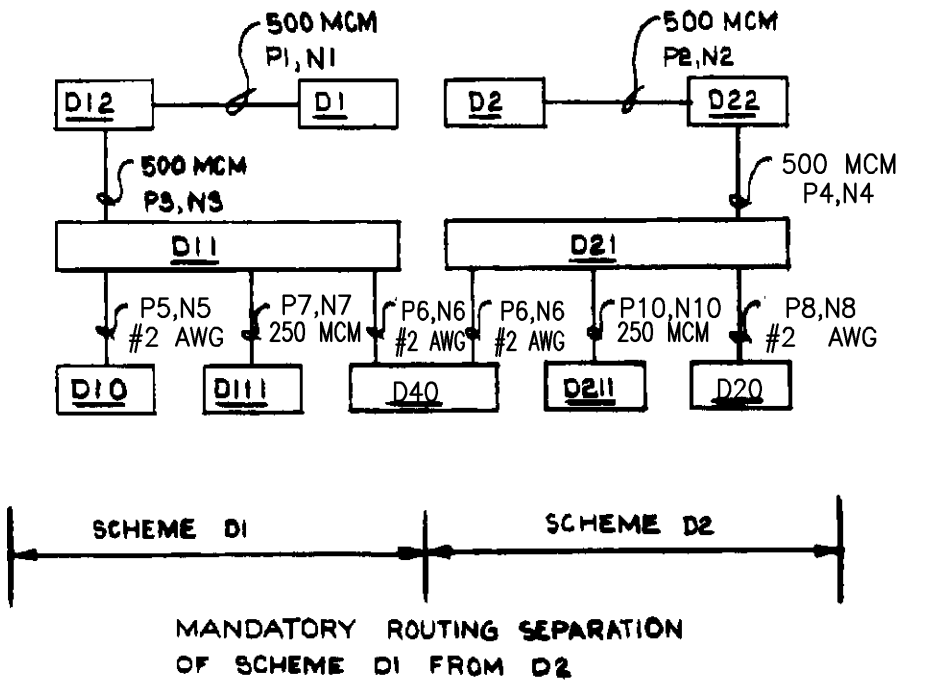 500 MCM
P1,N1
500 MCM
P2,N2
D12
D1
D2
D22
500 MCM
P3,N3
500 MCM
P4,N4
D11
D21
P5,N5
#2 AWG
P7,N7
250 MCM
P6,N6
#2 AWG
P6,N6
#2 AWG
P10,N10
250 MCM
P8,N8
#2 AWG
D10
D111
D40
D211
D20
SCHEME D1
SCHEME D2
MANDATORY ROUTING SEPARATION
OF SCHEME D1 FROM D2